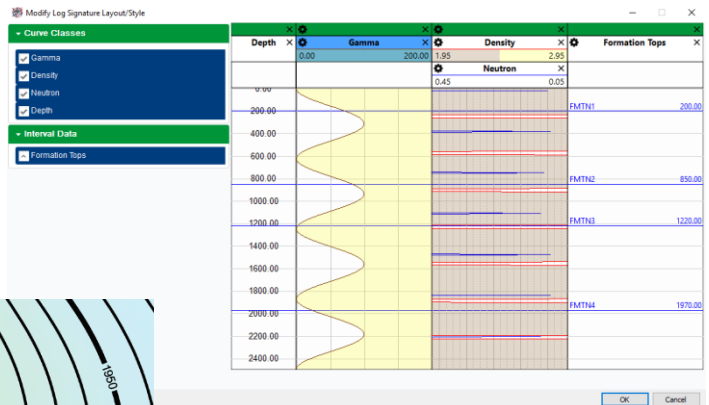 Modify Log Signature Layout/Style
Curve Classes
Gamma
Density
Neutron
Depth
Interval Data
Formation Tops
Depth Gamma Density Formation Tops
0.00 200.00 1.95 2.95
Neutron
0.45 0.05
0.00
200.00 FMTN1 200.00
400.00
600.00
800.00 FMTN2 850.00
1000.00
1200.00 FMTN3 1220.00
1400.00
1600.00
1800.00
FMTN4 1970.00
2000.00
2200.00
2400.00
1950
OK Cancel